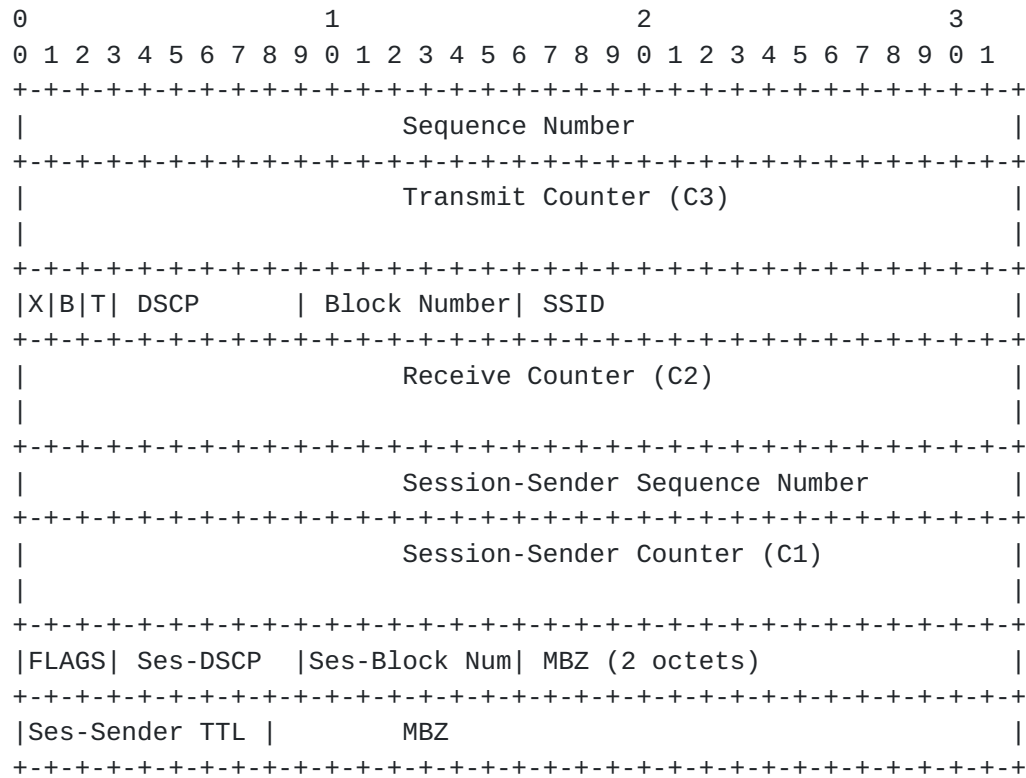 0                   1                   2                   3
0 1 2 3 4 5 6 7 8 9 0 1 2 3 4 5 6 7 8 9 0 1 2 3 4 5 6 7 8 9 0 1
+-+-+-+-+-+-+-+-+-+-+-+-+-+-+-+-+-+-+-+-+-+-+-+-+-+-+-+-+-+-+-+-+
|                        Sequence Number                        |
+-+-+-+-+-+-+-+-+-+-+-+-+-+-+-+-+-+-+-+-+-+-+-+-+-+-+-+-+-+-+-+-+
|                        Transmit Counter (C3)                  |
|                                                               |
+-+-+-+-+-+-+-+-+-+-+-+-+-+-+-+-+-+-+-+-+-+-+-+-+-+-+-+-+-+-+-+-+
|X|B|T| DSCP      | Block Number| SSID                          |
+-+-+-+-+-+-+-+-+-+-+-+-+-+-+-+-+-+-+-+-+-+-+-+-+-+-+-+-+-+-+-+-+
|                        Receive Counter (C2)                   |
|                                                               |
+-+-+-+-+-+-+-+-+-+-+-+-+-+-+-+-+-+-+-+-+-+-+-+-+-+-+-+-+-+-+-+-+
|                        Session-Sender Sequence Number         |
+-+-+-+-+-+-+-+-+-+-+-+-+-+-+-+-+-+-+-+-+-+-+-+-+-+-+-+-+-+-+-+-+
|                        Session-Sender Counter (C1)            |
|                                                               |
+-+-+-+-+-+-+-+-+-+-+-+-+-+-+-+-+-+-+-+-+-+-+-+-+-+-+-+-+-+-+-+-+
|FLAGS| Ses-DSCP  |Ses-Block Num| MBZ (2 octets)                |
+-+-+-+-+-+-+-+-+-+-+-+-+-+-+-+-+-+-+-+-+-+-+-+-+-+-+-+-+-+-+-+-+
|Ses-Sender TTL |        MBZ                                    |
+-+-+-+-+-+-+-+-+-+-+-+-+-+-+-+-+-+-+-+-+-+-+-+-+-+-+-+-+-+-+-+-+